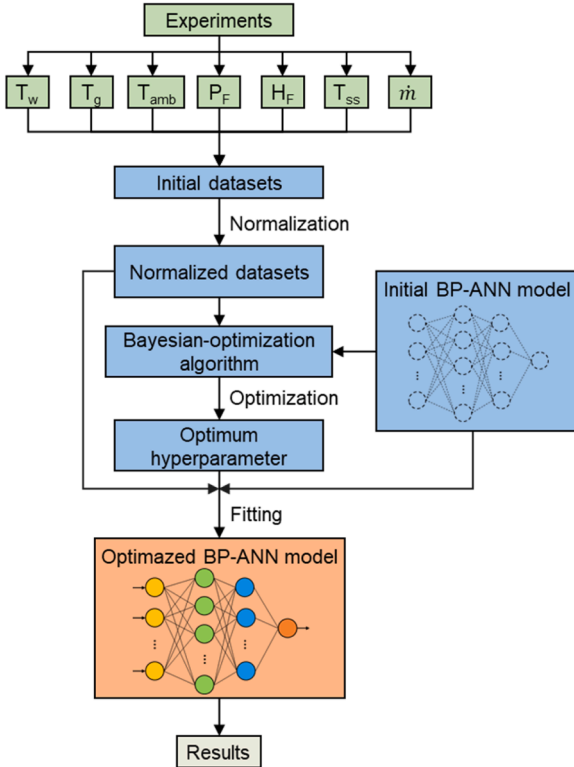 Experiments
T_w T_g T_amb P_F H_F T_ss ṁ
Initial datasets
Normalization
Normalized datasets
Initial BP-ANN model
Bayesian-optimization
algorithm
Optimization
Optimum
hyperparameter
Fitting
Optimazed BP-ANN model
Results